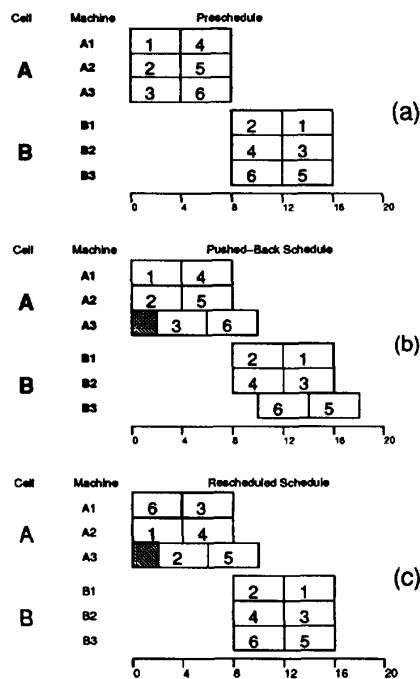 Cell Machine Preschedule
A1 1 4
A A2 2 5
A3 3 6
(a)
B1 2 1
B B2 4 3
B3 6 5
0 4 8 12 16 20
Cell Machine Pushed-Back Schedule
A1 1 4
A A2 2 5
A3 3 6
(b)
B1 2 1
B B2 4 3
B3 6 5
0 4 8 12 16 20
Cell Machine Rescheduled Schedule
A1 6 3
A A2 1 4
A3 2 5
(c)
B1 2 1
B B2 4 3
B3 6 5
0 4 8 12 16 20